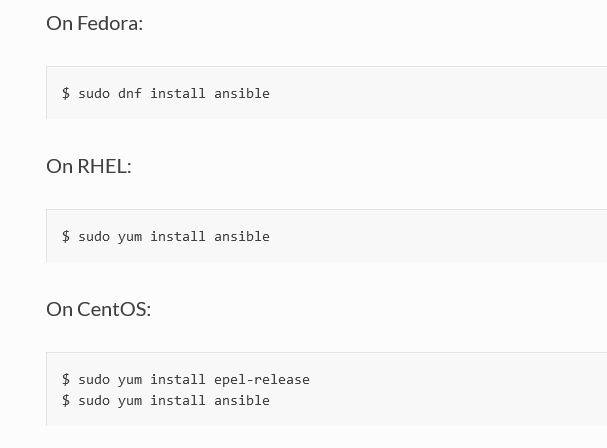 On Fedora:
$ sudo dnf install ansible
On RHEL:
$ sudo yum install ansible
On CentOS:
$ sudo yum install epel-release
$ sudo yum install ansible